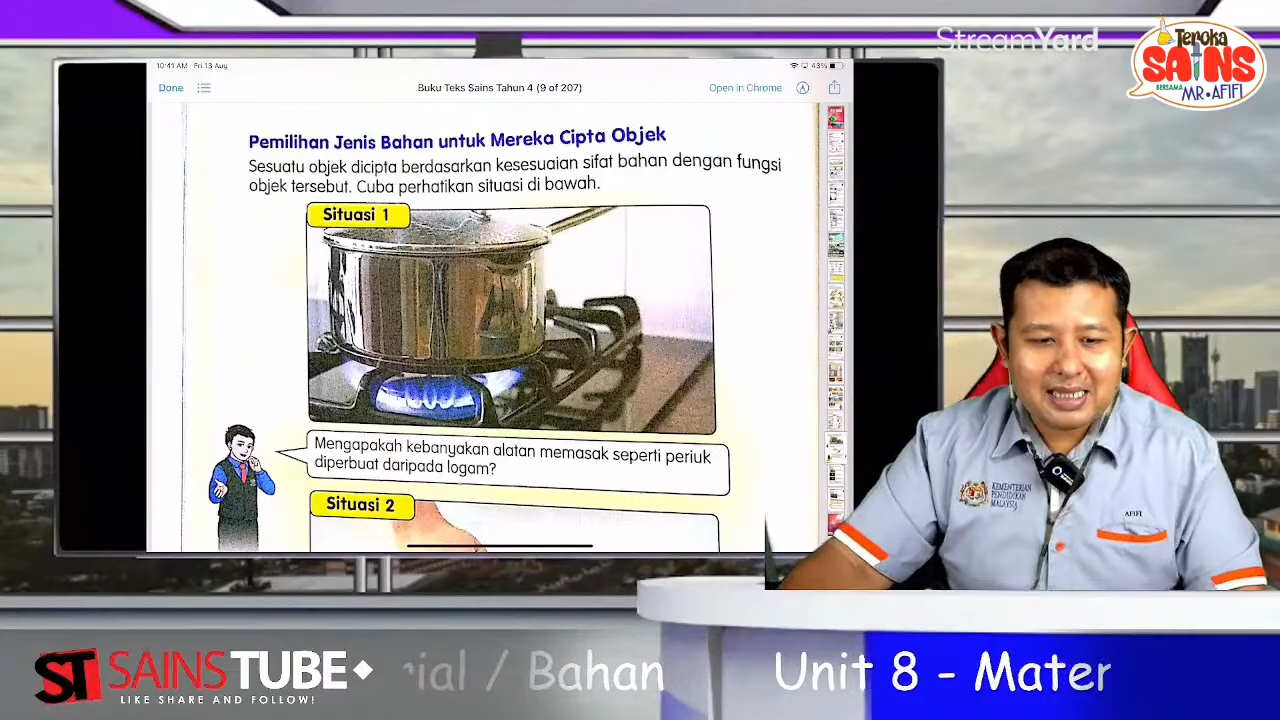 StreamYard
Teroka
SAINS
BERSAMA
MR•AFIFI
10:41 AM Fri 13 Aug
43%
Done
Buku Teks Sains Tahun 4 (9 of 207)
Open in Chrome
Pemilihan Jenis Bahan untuk Mereka Cipta Objek
Sesuatu objek dicipta berdasarkan kesesuaian sifat bahan dengan fungsi
objek tersebut. Cuba perhatikan situasi di bawah.
Situasi 1
Mengapakah kebanyakan alatan memasak seperti periuk
diperbuat daripada logam?
Situasi 2
KEMENTERIAN
PENDIDIKAN
MALAYSIA
AFIFI
ST SAINSTUBE
LIKE SHARE AND FOLLOW!
rial / Bahan
Unit 8 - Mater